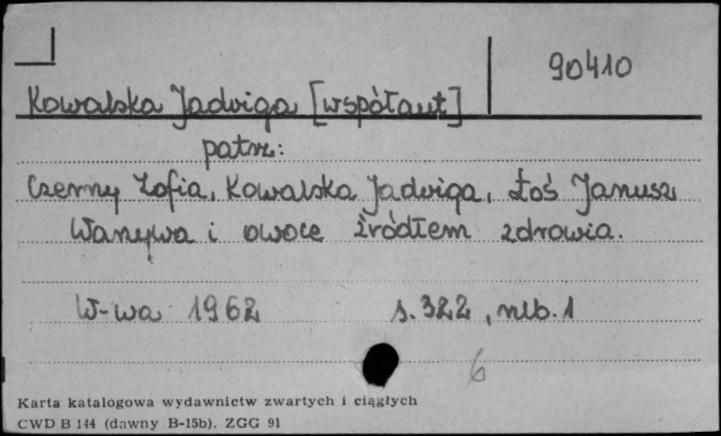 90410
Kowalska Jadwiga [współaut]
patrz:
Czerny Zofia, Kowalska Jadwiga, Łoś Janusz
Warzywa i owoce źródłem zdrowia.
W-wa 1962 s. 322, nlb. 1
6
Karta katalogowa wydawnictw zwartych i ciągłych
CWD B 144 (dawny B-15b). ZGG 91